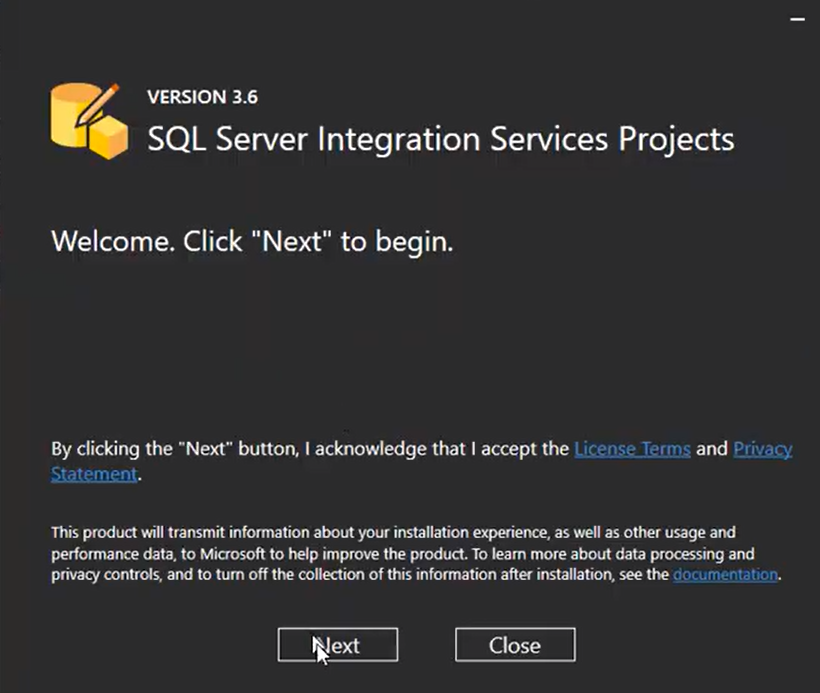 VERSION 3.6
SQL Server Integration Services Projects
Welcome. Click "Next" to begin.
By clicking the "Next" button, I acknowledge that I accept the License Terms and Privacy
Statement.
This product will transmit information about your installation experience, as well as other usage and
performance data, to Microsoft to help improve the product. To learn more about data processing and
privacy controls, and to turn off the collection of this information after installation, see the documentation.
Next
Close